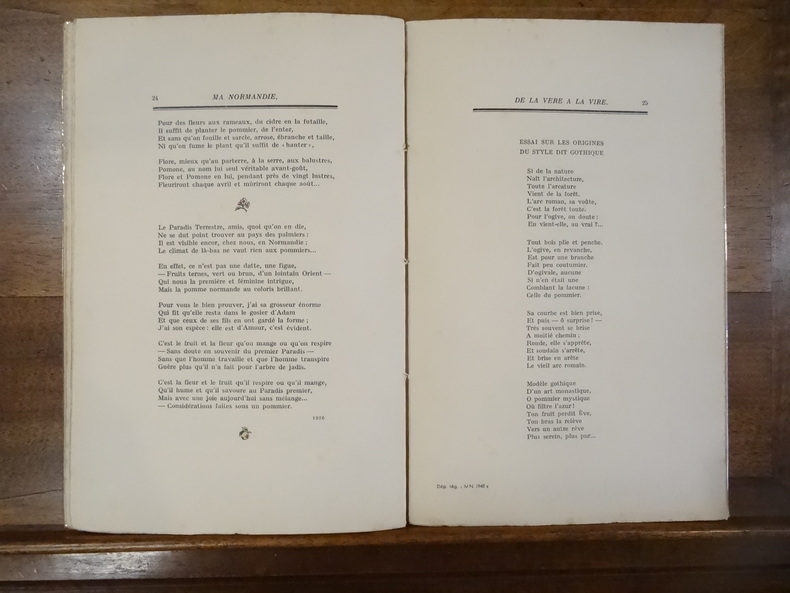 24
MA NORMANDIE.
Pour des fleurs aux rameaux, du cidre en la futaille,
Il suffit de planter le pommier, de l'enter,
Et sans qu'on fouille et sarcle, arrose, ébranche et taille,
Ni qu'on fume le plant qu'il suffit de « hanter »,
Flore, mieux qu'au parterre, à la serre, aux balustres,
Pomone, au nom lui seul véritable avant-goût,
Flore et Pomone en lui, pendant près de vingt lustres,
Fleuriront chaque avril et mûriront chaque août...
Le Paradis Terrestre, amis, quoi qu'on en die,
Ne se dut point trouver au pays des palmiers ;
Il est visible encor, chez nous, en Normandie ;
Le climat de là-bas ne vaut rien aux pommiers...
En effet, ce n'est pas une datte, une figue,
— Fruits ternes, vert ou brun, d'un lointain Orient —
Qui nous la première et féminine intrigue,
Mais la pomme normande au coloris brillant.
Pour vous le bien prouver, j'ai sa grosseur énorme
Qui fit qu'elle resta dans le gosier d'Adam
Et que ceux de ses fils en ont gardé la forme ;
J'ai son espèce : elle est d'Amour, c'est évident.
C'est le fruit et la fleur qu'on mange ou qu'on respire
— Sans doute en souvenir du premier Paradis —
Sans que l'homme travaille et que l'homme transpire
Guère plus qu'il n'a fait pour l'arbre de jadis.
C'est la fleur et le fruit qu'il respire ou qu'il mange,
Qu'il hume et qu'il savoure au Paradis premier,
Mais avec une joie aujourd'hui sans mélange...
— Considérations faites sous un pommier.
DE LA VERE A LA VIRE.
25
ESSAI SUR LES ORIGINES
DU STYLE DIT GOTHIQUE
Si de la nature
Naît l'architecture,
Toute l'arcature
Vient de la forêt.
L'arc roman, sa voûte,
C'est la forêt toute.
Pour l'ogive, on doute :
En vient-elle, au vrai ?...
Tout bois plie et penche.
L'ogive, en revanche,
Est pour une branche
Fait peu coutumier.
D'ogivale, aucune
Si n'en était une
Comblant la lacune :
Celle du pommier.
Sa courbe est bien prise,
Et puis — ô surprise ! —
Très souvent se brise
A moitié chemin ;
Ronde, elle s'apprête,
Et soudain s'arrête,
Et brise en arête
Le vieil arc romain.
Modèle gothique
D'un art monastique,
O pommier mystique
Où filtre l'azur !
Ton fruit perdit Ève,
Ton bras la relève
Vers un autre rêve
Plus serein, plus pur...